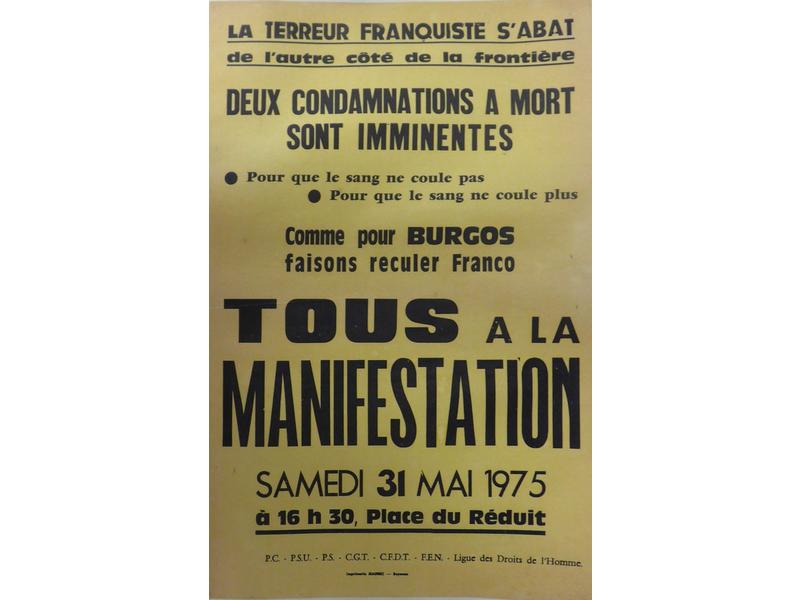 LA TERREUR FRANQUISTE S'ABAT
de l'autre côté de la frontière
DEUX CONDAMNATIONS A MORT
SONT IMMINENTES
● Pour que le sang ne coule pas
● Pour que le sang ne coule plus
Comme pour BURGOS
faisons reculer Franco
TOUS A LA
MANIFESTATION
SAMEDI 31 MAI 1975
à 16 h 30, Place du Réduit
P.C. - P.S.U. - P.S. - C.G.T. - C.F.D.T. - F.E.N. - Ligue des Droits de l'Homme.
Imprimerie — Bayonne